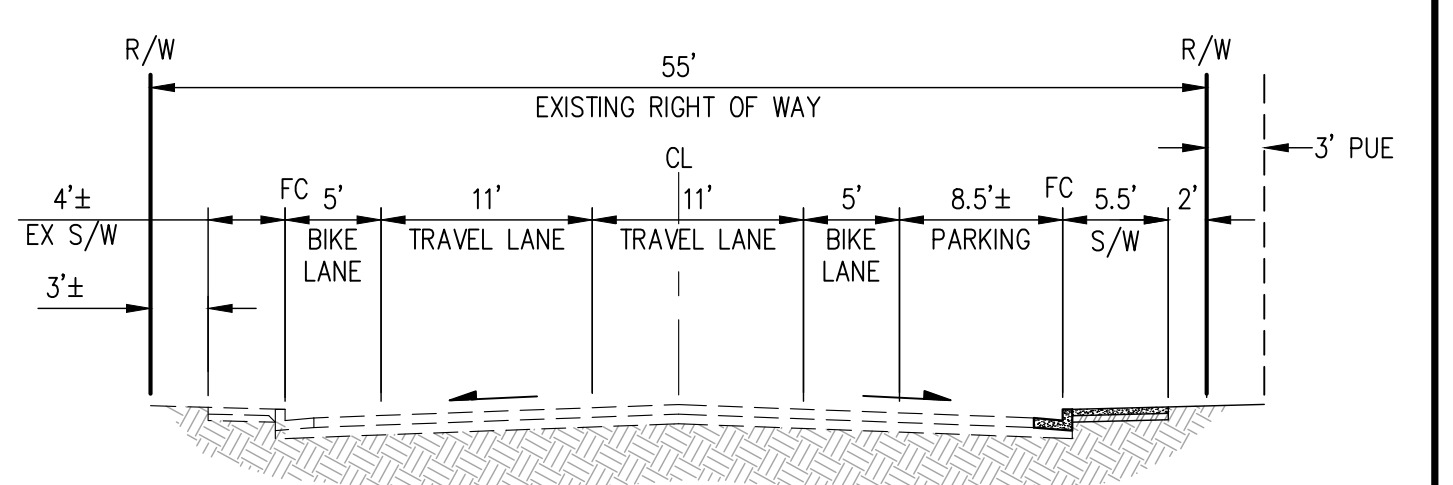 R/W
R/W
55'
EXISTING RIGHT OF WAY
3' PUE
CL
4'±
FC
5'
11'
11'
5'
8.5'±
FC
5.5'
2'
EX S/W
BIKE
LANE
TRAVEL LANE
TRAVEL LANE
BIKE
LANE
PARKING
S/W
3'±